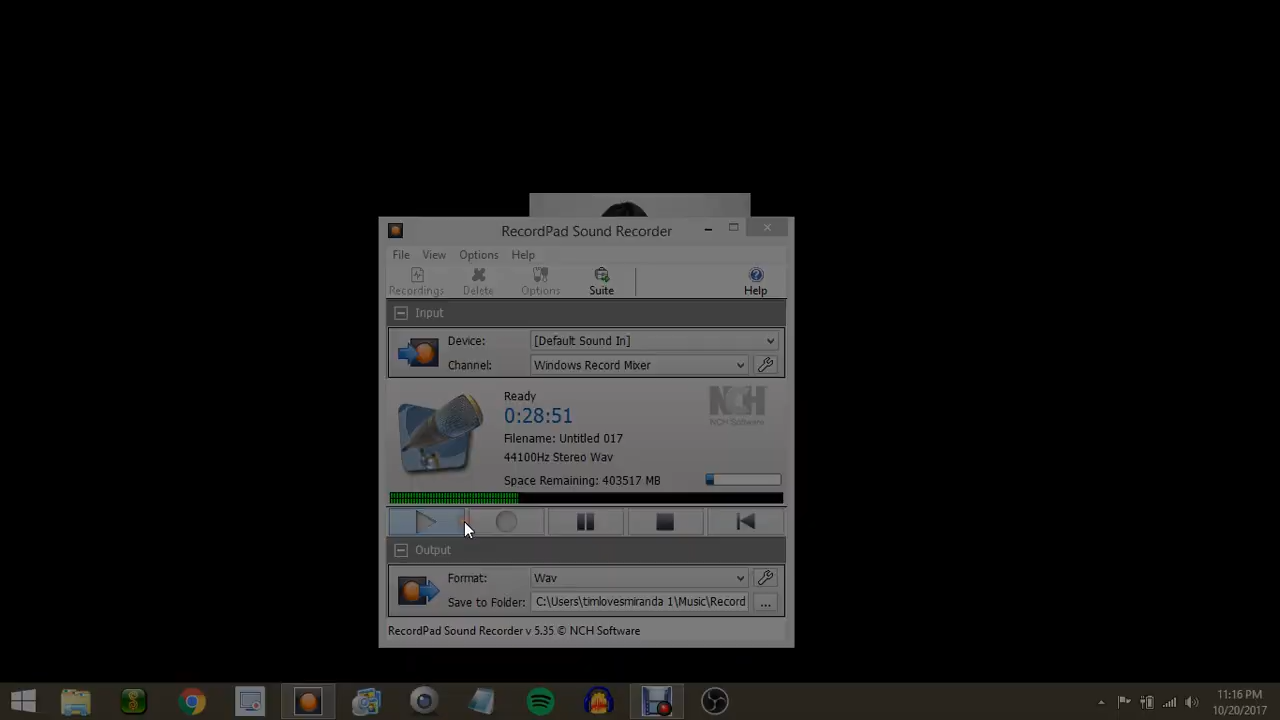 RecordPad Sound Recorder
File View Options Help
Recordings Delete Options Suite Help
Input
Device: [Default Sound In]
Channel: Windows Record Mixer
Ready
0:28:51
Filename: Untitled 017
44100Hz Stereo Wav
Space Remaining: 403517 MB
NCH
NCH Software
Output
Format: Wav
Save to Folder: C:\Users\timlovesmiranda 1\Music\Record ...
RecordPad Sound Recorder v 5.35 © NCH Software
11:16 PM
10/20/2017